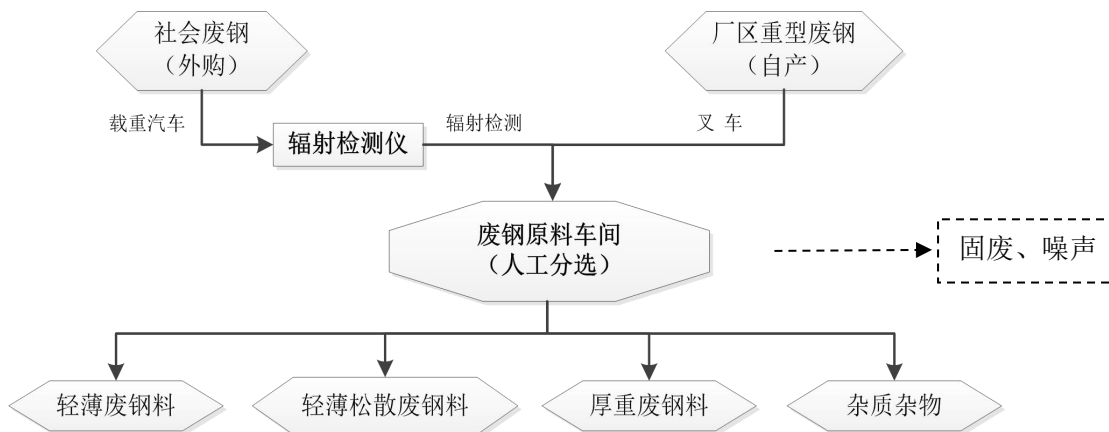 社会废钢
（外购）
厂区重型废钢
（自产）
载重汽车
辐射检测仪
辐射检测
叉 车
废钢原料车间
（人工分选）
固废、噪声
轻薄废钢料
轻薄松散废钢料
厚重废钢料
杂质杂物